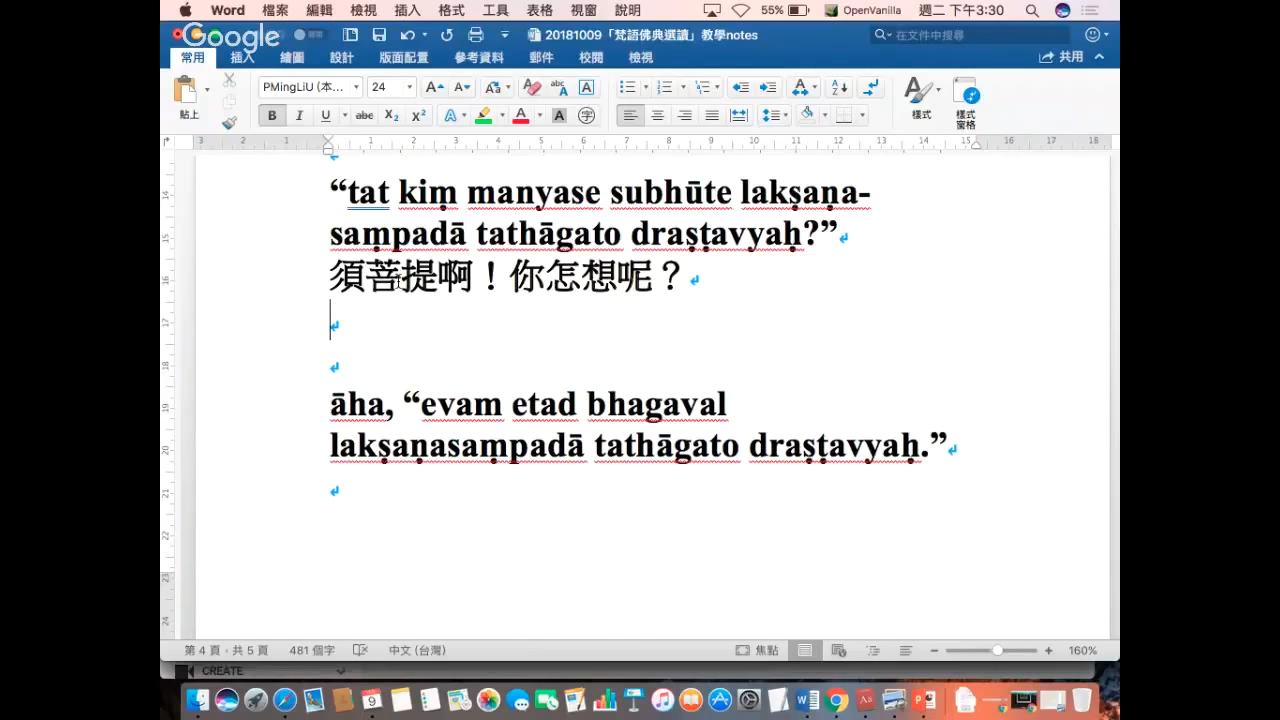 Word 檔案 編輯 檢視 插入 格式 工具 表格 視窗 說明 55% OpenVanilla 週二 下午3:30
Google
20181009「梵語佛典選讀」教學notes
在文件中搜尋
常用 插入 繪圖 設計 版面配置 參考資料 郵件 校閱 檢視 共用
貼上 PMingLiU (本... 24 樣式 樣式窗格
“tat kiṃ manyase subhūte lakṣaṇa-
saṃpadā tathāgato draṣṭavyaḥ?”
須菩提啊！你怎想呢？
āha, “evam etad bhagaval
lakṣaṇasaṃpadā tathāgato draṣṭavyaḥ.”
第 4 頁，共 5 頁 481 個字 中文 (台灣) 焦點 160%
CREATE